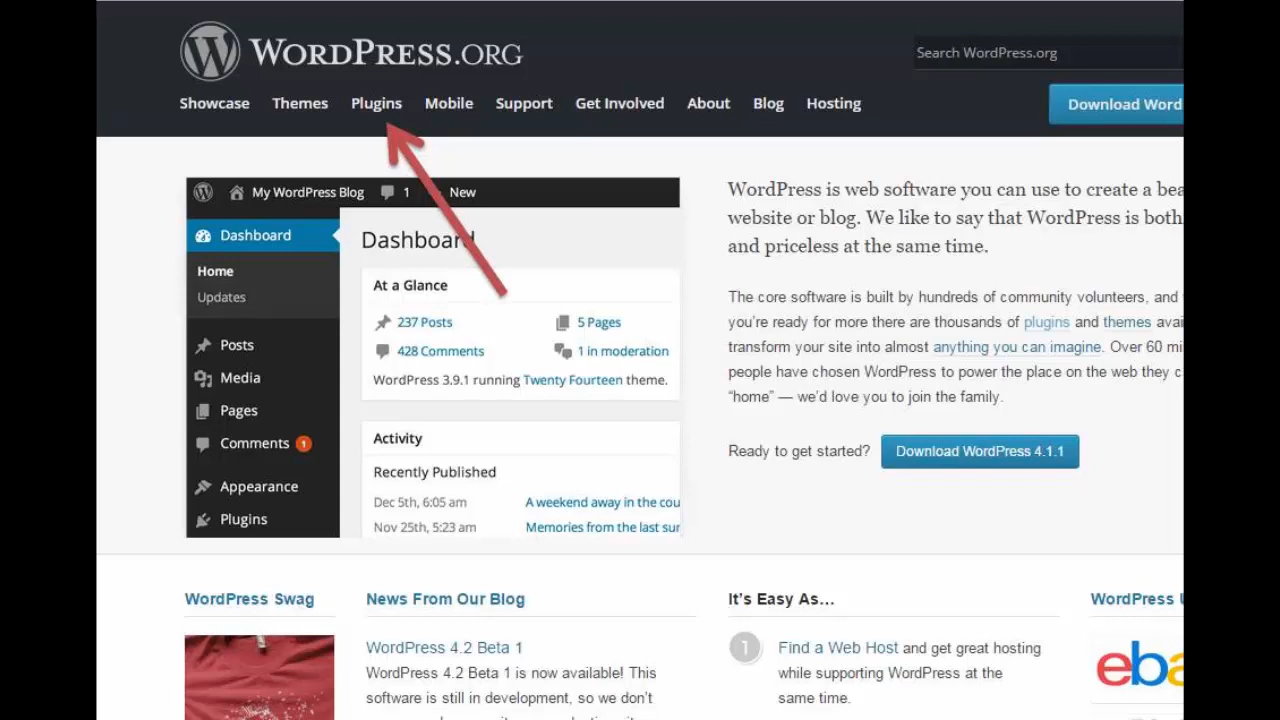 WORDPRESS.ORG
Search WordPress.org
Showcase Themes Plugins Mobile Support Get Involved About Blog Hosting
Download Word
My WordPress Blog 1 New
Dashboard
Home
Updates
Posts
Media
Pages
Comments 1
Appearance
Plugins
Dashboard
At a Glance
237 Posts 5 Pages
428 Comments 1 in moderation
WordPress 3.9.1 running Twenty Fourteen theme.
Activity
Recently Published
Dec 5th, 6:05 am A weekend away in the cou
Nov 25th, 5:23 am Memories from the last sur
WordPress is web software you can use to create a bea
website or blog. We like to say that WordPress is both
and priceless at the same time.
The core software is built by hundreds of community volunteers, and
you’re ready for more there are thousands of plugins and themes avai
transform your site into almost anything you can imagine. Over 60 mi
people have chosen WordPress to power the place on the web they c
“home” — we’d love you to join the family.
Ready to get started? Download WordPress 4.1.1
WordPress Swag
News From Our Blog
WordPress 4.2 Beta 1
WordPress 4.2 Beta 1 is now available! This
software is still in development, so we don’t
It’s Easy As…
1 Find a Web Host and get great hosting
while supporting WordPress at the
same time.
WordPress
eba